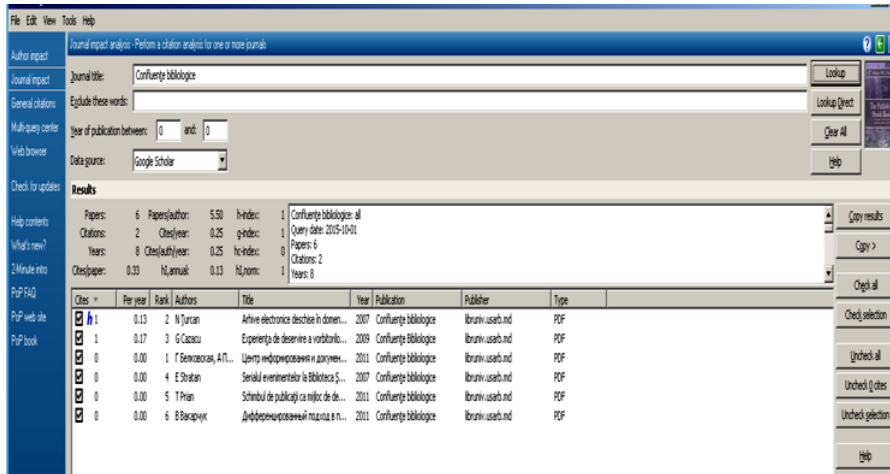 File Edit View Tools Help
Journal impact analysis - Perform a citation analysis for one or more journals
Author impact
Journal impact
General citations
Multi-query center
Web browser
Check for updates
Help contents
What's new?
2-Minute intro
PoP FAQ
PoP web site
PoP book
Journal title: Confluențe bibliologice
Exclude these words:
Year of publication between: 0 and: 0
Data source: Google Scholar
Lookup
Lookup Direct
Clear All
Help
Results
Papers: 6 Papers/author: 5.50 h-index: 1
Citations: 2 Cites/year: 0.25 g-index: 1
Years: 8 Cites/auth/year: 0.25 hc-index: 0
Cites/paper: 0.33 hI,annual: 0.13 hI,norm: 1
Confluențe bibliologice: all
Query date: 2015-10-01
Papers: 6
Citations: 2
Years: 8
Copy results
Copy >
Check all
Check selection
Uncheck all
Uncheck 0 cites
Uncheck selection
Help
Cites Per year Rank Authors Title Year Publication Publisher Type
h 1 0.13 2 N Țurcan Arhive electronice deschise în domen... 2007 Confluențe bibliologice libruniv.usarb.md PDF
1 0.17 3 G Cazacu Experiența de deservire a vorbitorilo... 2009 Confluențe bibliologice libruniv.usarb.md PDF
0 0.00 1 Г Белковская, А П... Центр информирования и докумен... 2011 Confluențe bibliologice libruniv.usarb.md PDF
0 0.00 4 E Stratan Serialul evenimentelor la Biblioteca Ș... 2007 Confluențe bibliologice libruniv.usarb.md PDF
0 0.00 5 T Prian Schimbul de publicații ca mijloc de de... 2011 Confluențe bibliologice libruniv.usarb.md PDF
0 0.00 6 В Вакарчук Дифференцированный подход в п... 2011 Confluențe bibliologice libruniv.usarb.md PDF